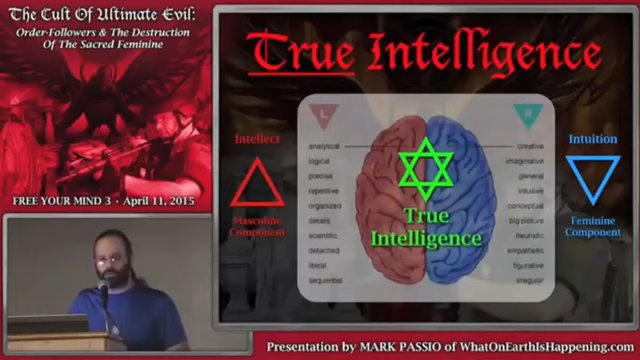 The Cult Of Ultimate Evil:
Order-Followers & The Destruction
Of The Sacred Feminine
FREE YOUR MIND 3 · April 11, 2015
True Intelligence
L
R
Intellect
Masculine
Component
analytical
logical
precise
repetitive
organized
details
scientific
detached
literal
sequential
True
Intelligence
creative
imaginative
general
intuitive
conceptual
big picture
heuristic
empathetic
figurative
irregular
Intuition
Feminine
Component
Presentation by MARK PASSIO of WhatOnEarthIsHappening.com